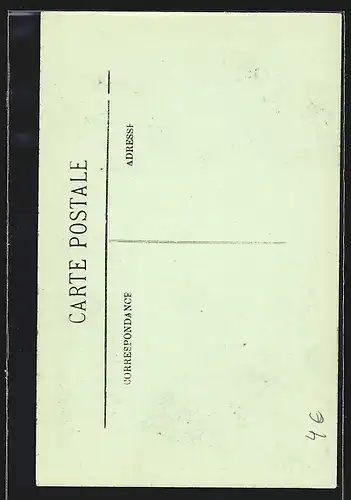 CARTE POSTALE
CORRESPONDANCE
ADRESSE
4 €